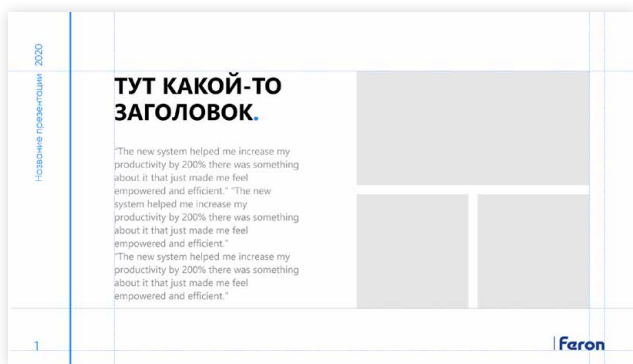 Название презентации 2020
ТУТ КАКОЙ-ТО
ЗАГОЛОВОК.
"The new system helped me increase my
productivity by 200% there was something
about it that just made me feel
empowered and efficient." "The new
system helped me increase my
productivity by 200% there was something
about it that just made me feel
empowered and efficient."
"The new system helped me increase my
productivity by 200% there was something
about it that just made me feel
empowered and efficient."
1
Feron